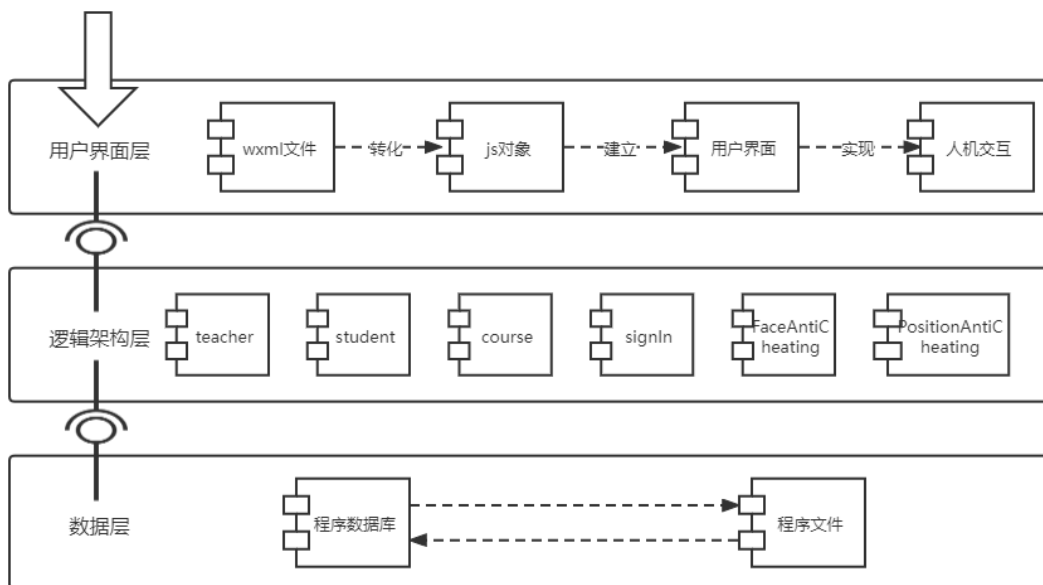 用户界面层
wxml文件
转化
js对象
建立
用户界面
实现
人机交互
逻辑架构层
teacher
student
course
signIn
FaceAntiC
heating
PositionAntiC
heating
数据层
程序数据库
程序文件